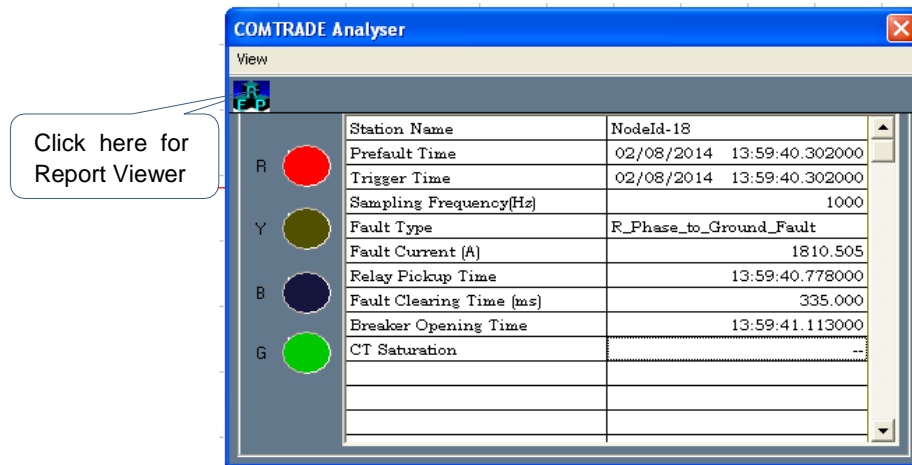 COMTRADE Analyser
View
R
F P
Click here for
Report Viewer
R
Y
B
G
Station Name NodeId-18
Prefault Time 02/08/2014 13:59:40.302000
Trigger Time 02/08/2014 13:59:40.302000
Sampling Frequency(Hz) 1000
Fault Type R_Phase_to_Ground_Fault
Fault Current (A) 1810.505
Relay Pickup Time 13:59:40.778000
Fault Clearing Time (ms) 335.000
Breaker Opening Time 13:59:41.113000
CT Saturation --